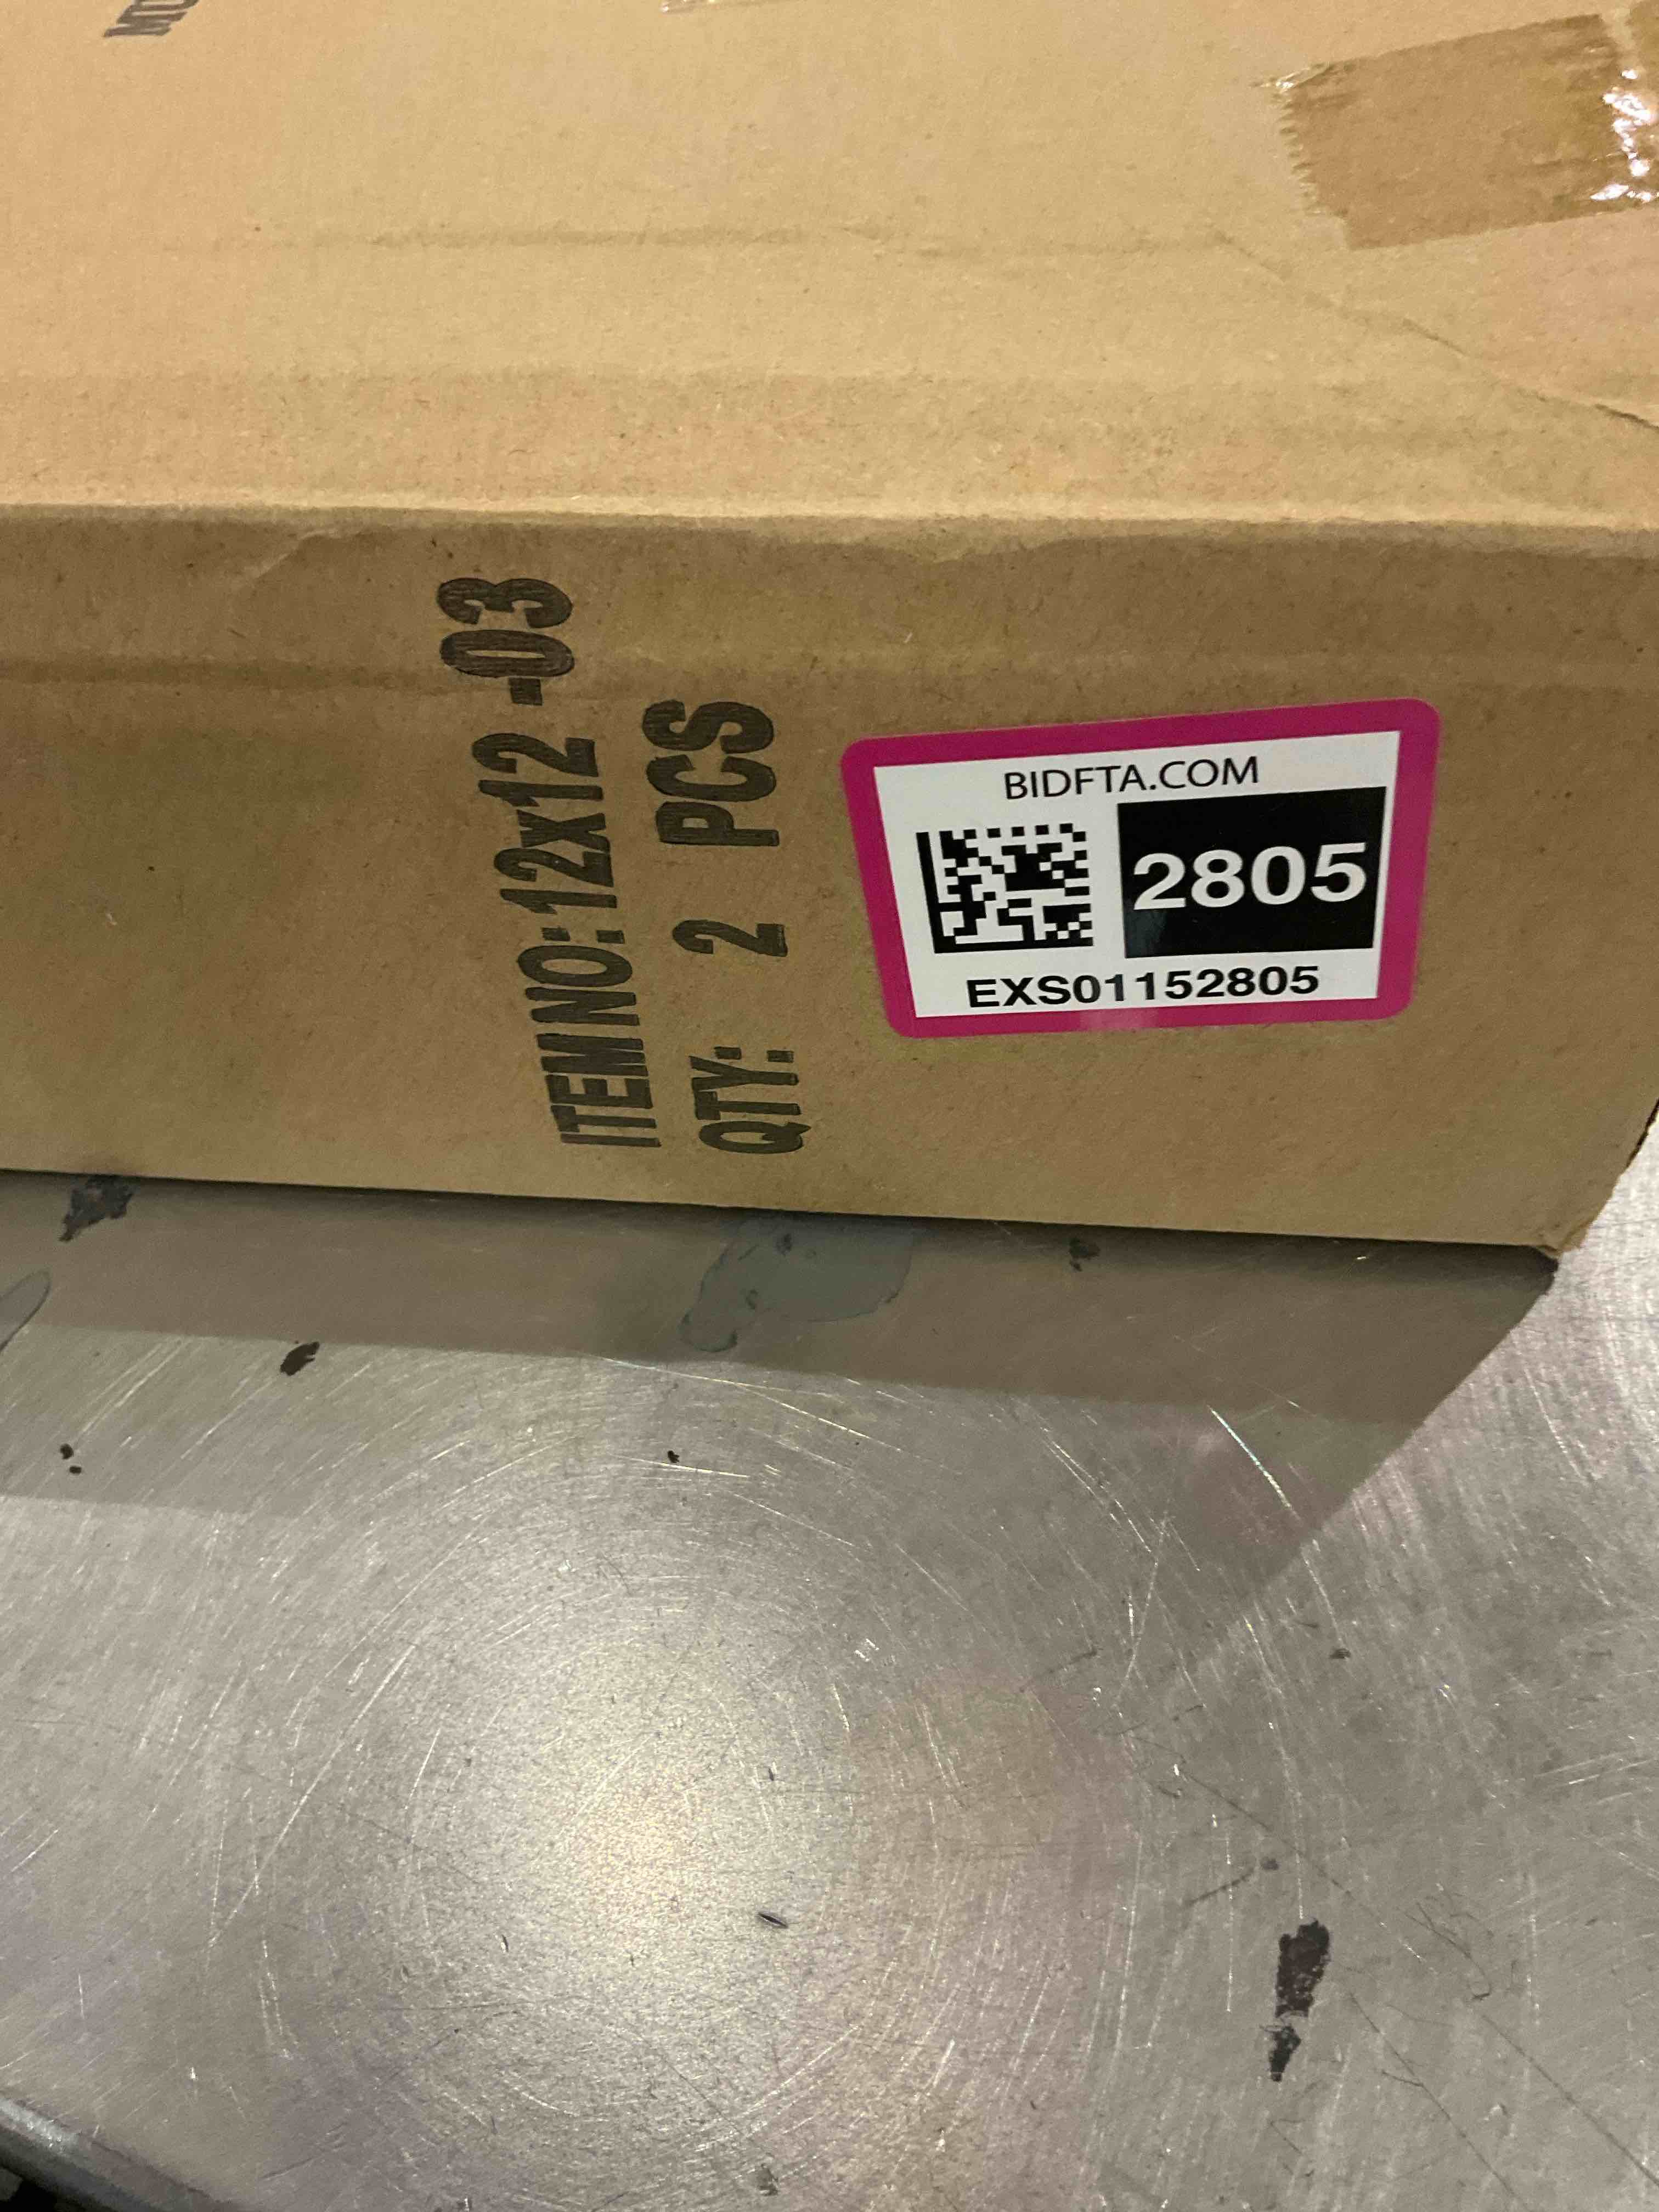 ITEM NO: 12x12 -03
QTY: 2 PCS
BIDFTA.COM
2805
EXS01152805